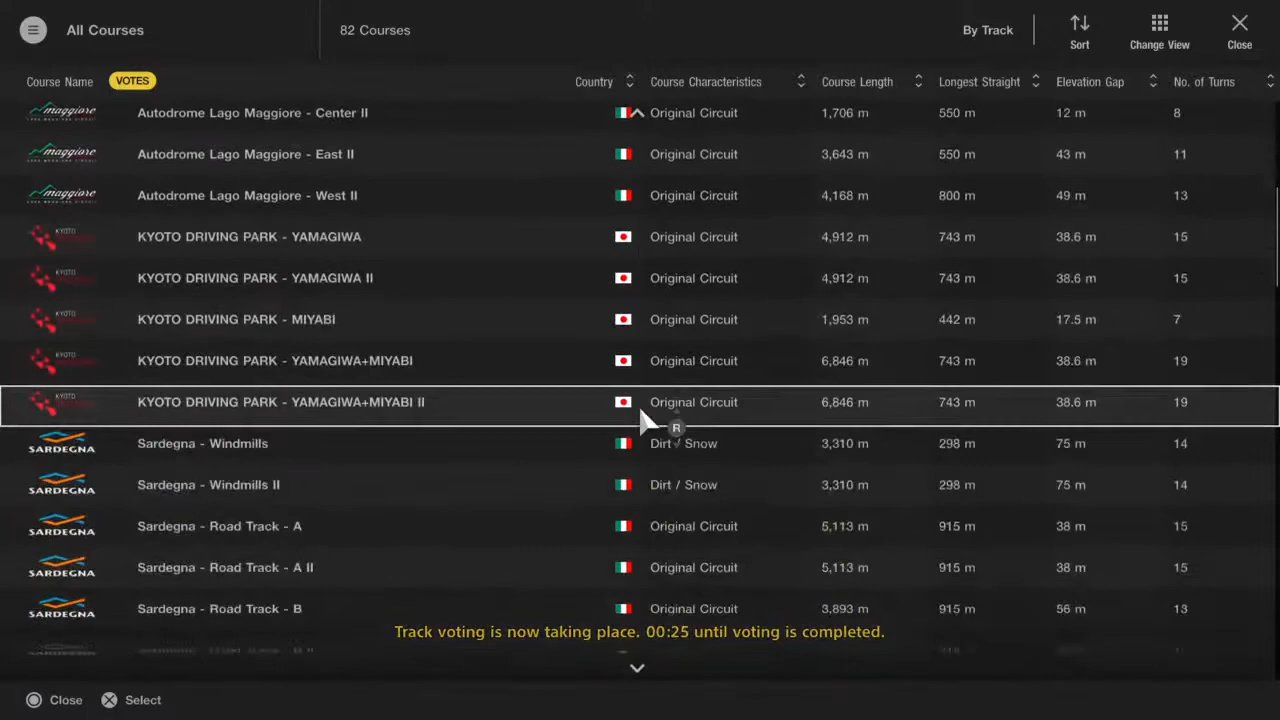 All Courses 82 Courses By Track Sort Change View Close
Course Name VOTES Country Course Characteristics Course Length Longest Straight Elevation Gap No. of Turns
maggiore Autodrome Lago Maggiore - Center II Original Circuit 1,706 m 550 m 12 m 8
maggiore Autodrome Lago Maggiore - East II Original Circuit 3,643 m 550 m 43 m 11
maggiore Autodrome Lago Maggiore - West II Original Circuit 4,168 m 800 m 49 m 13
KYOTO KYOTO DRIVING PARK - YAMAGIWA Original Circuit 4,912 m 743 m 38.6 m 15
KYOTO KYOTO DRIVING PARK - YAMAGIWA II Original Circuit 4,912 m 743 m 38.6 m 15
KYOTO KYOTO DRIVING PARK - MIYABI Original Circuit 1,953 m 442 m 17.5 m 7
KYOTO KYOTO DRIVING PARK - YAMAGIWA+MIYABI Original Circuit 6,846 m 743 m 38.6 m 19
KYOTO KYOTO DRIVING PARK - YAMAGIWA+MIYABI II Original Circuit 6,846 m 743 m 38.6 m 19
R
SARDEGNA Sardegna - Windmills Dirt / Snow 3,310 m 298 m 75 m 14
SARDEGNA Sardegna - Windmills II Dirt / Snow 3,310 m 298 m 75 m 14
SARDEGNA Sardegna - Road Track - A Original Circuit 5,113 m 915 m 38 m 15
SARDEGNA Sardegna - Road Track - A II Original Circuit 5,113 m 915 m 38 m 15
SARDEGNA Sardegna - Road Track - B Original Circuit 3,893 m 915 m 56 m 13
Track voting is now taking place. 00:25 until voting is completed.
Close Select